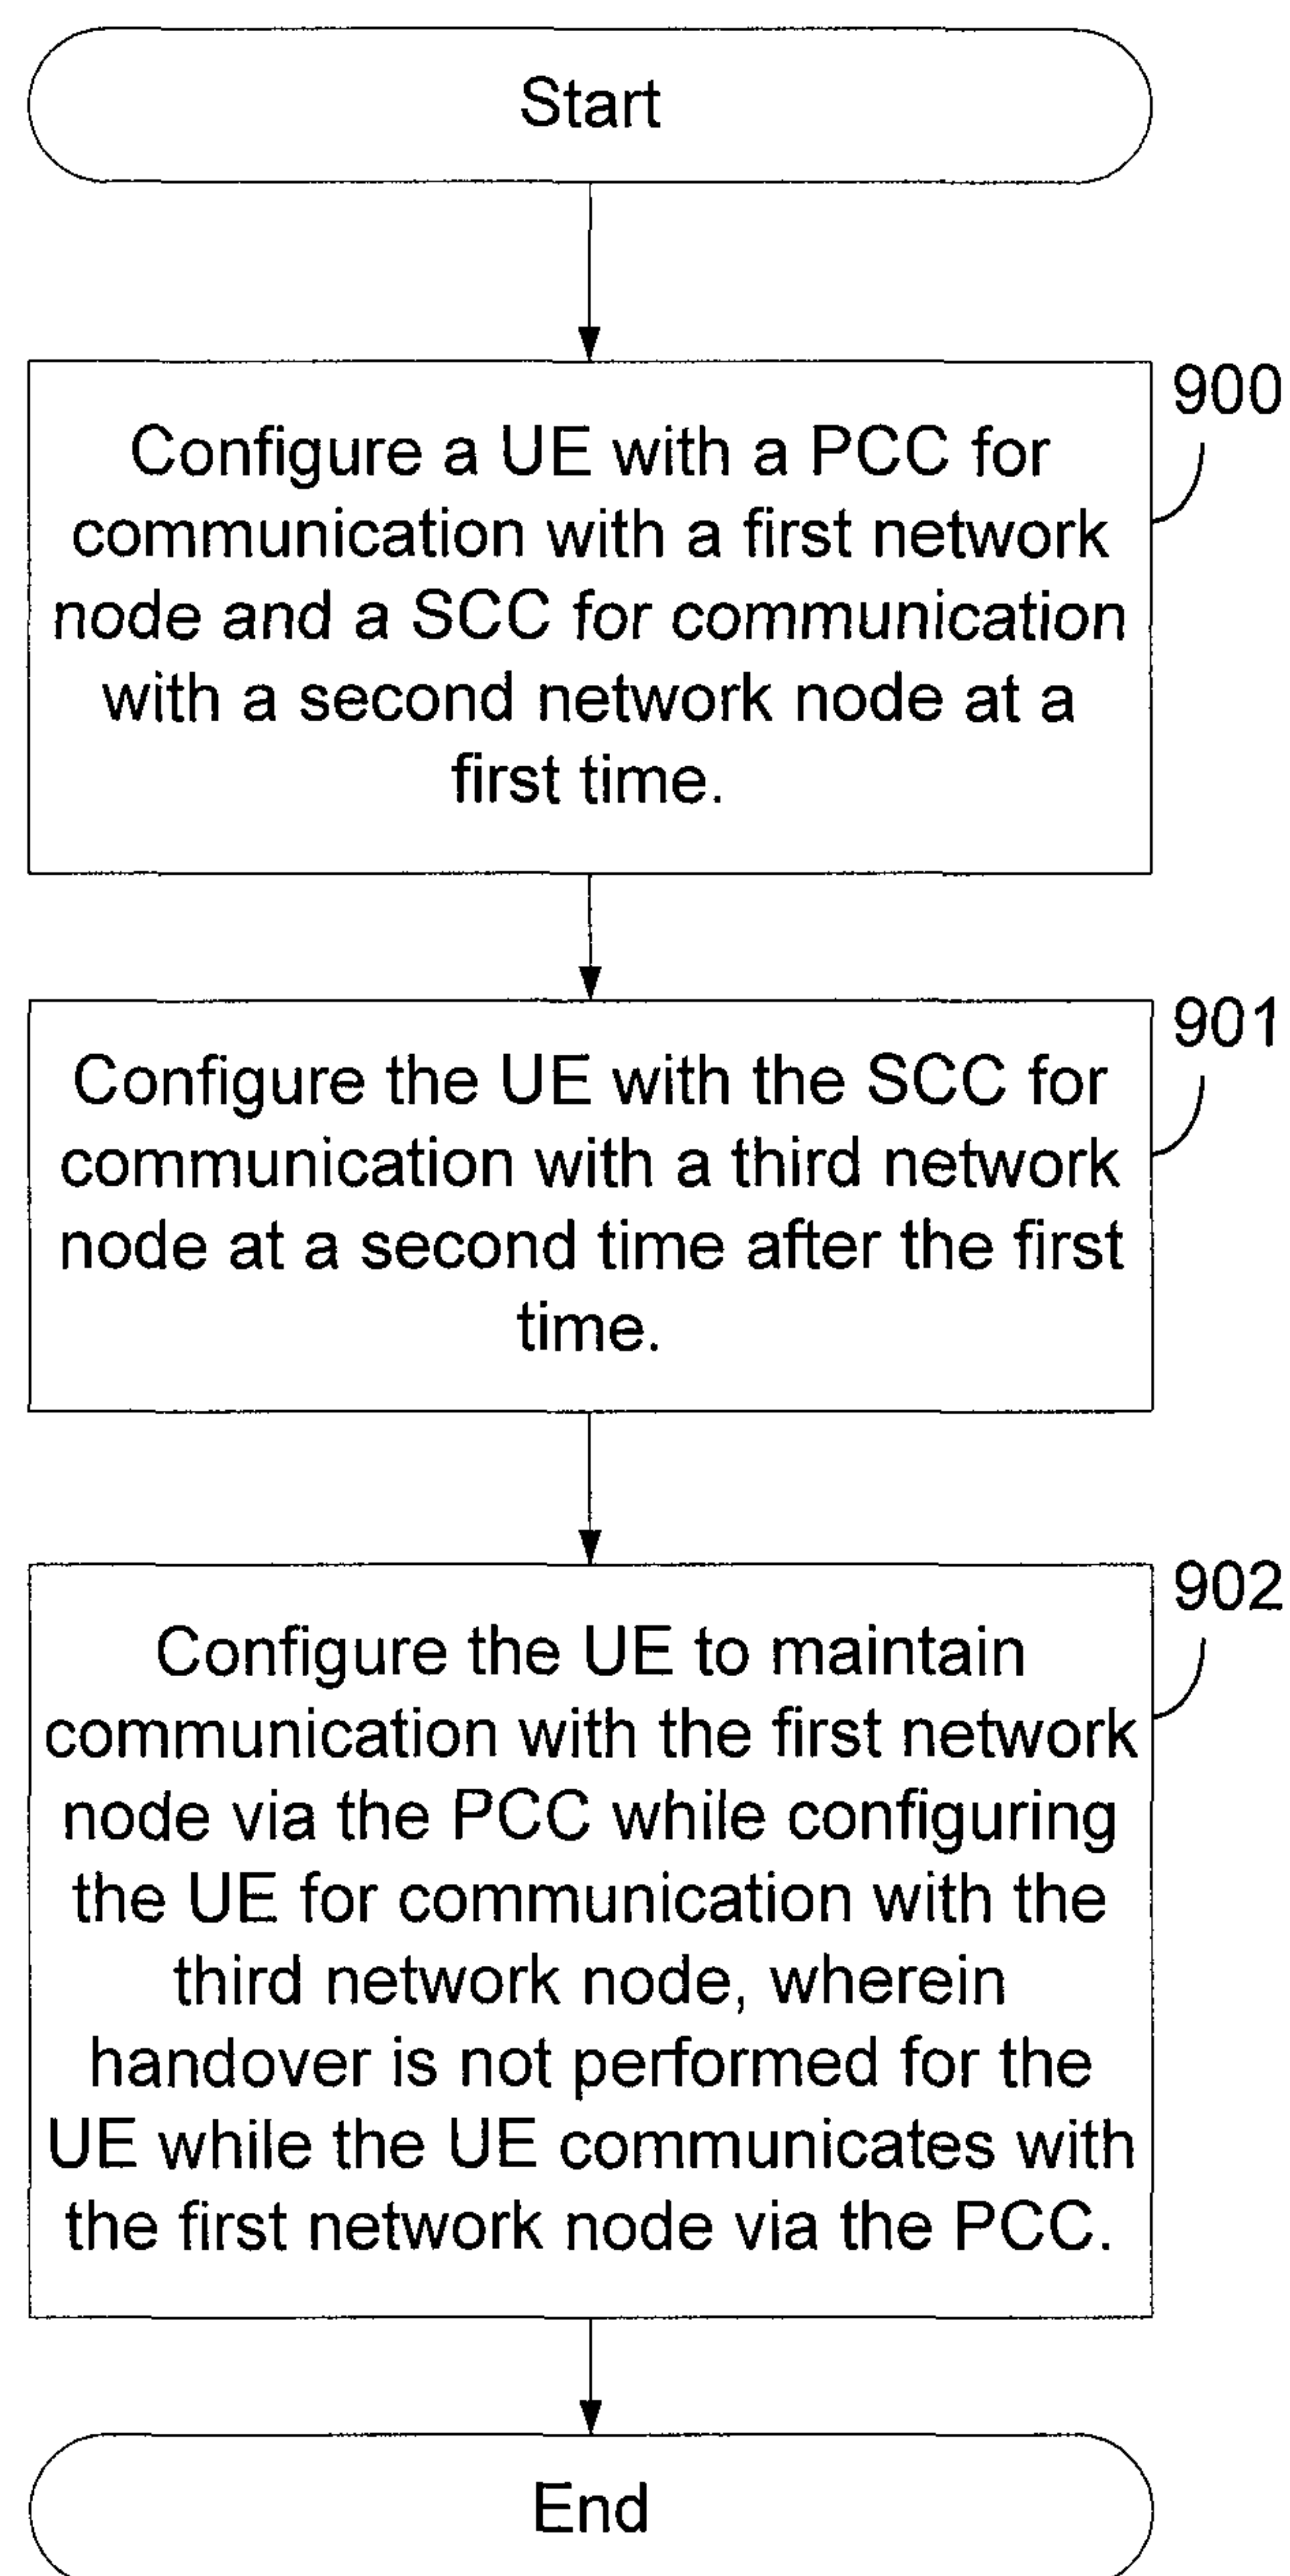 Start
900
Configure a UE with a PCC for
communication with a first network
node and a SCC for communication
with a second network node at a
first time.
901
Configure the UE with the SCC for
communication with a third network
node at a second time after the first
time.
902
Configure the UE to maintain
communication with the first network
node via the PCC while configuring
the UE for communication with the
third network node, wherein
handover is not performed for the
UE while the UE communicates with
the first network node via the PCC.
End